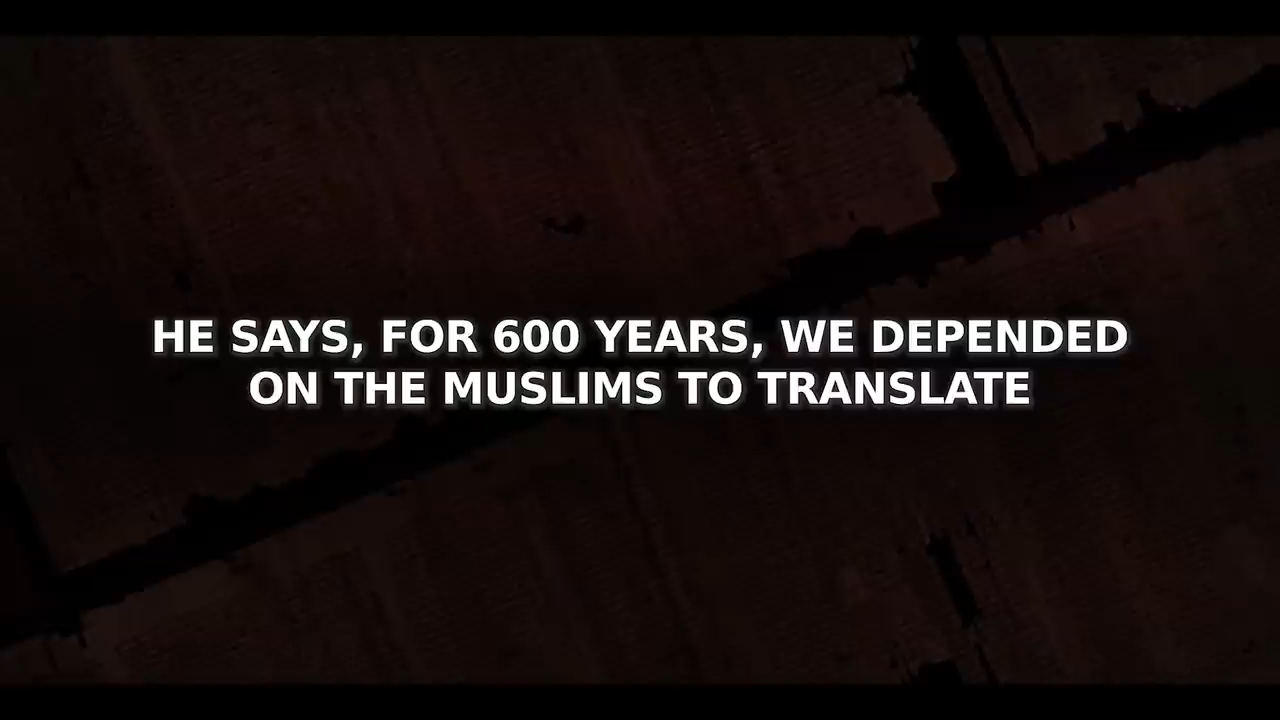 HE SAYS, FOR 600 YEARS, WE DEPENDED
ON THE MUSLIMS TO TRANSLATE